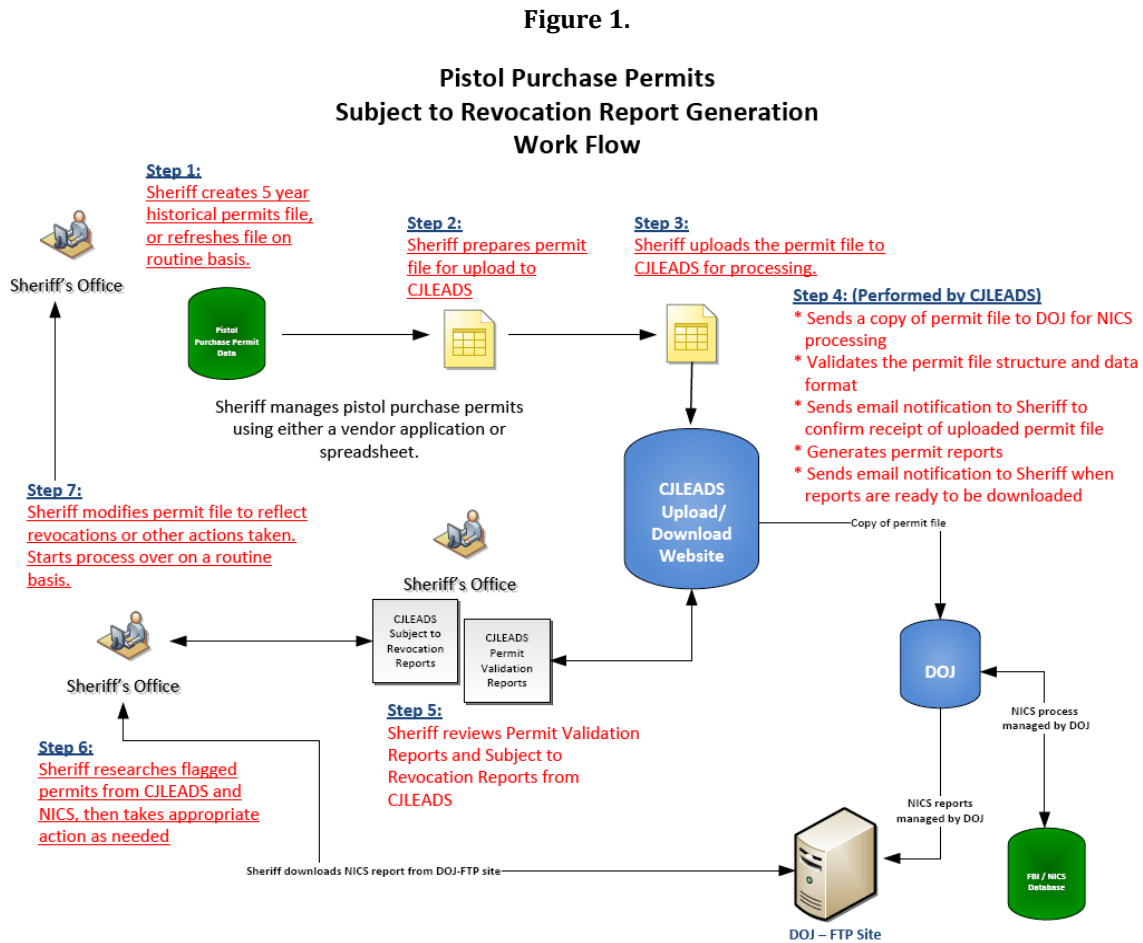 Figure 1.
Pistol Purchase Permits
Subject to Revocation Report Generation
Work Flow
Step 1:
Sheriff creates 5 year
historical permits file,
or refreshes file on
routine basis.
Sheriff's Office
Step 2:
Sheriff prepares permit
file for upload to
CJLEADS
Step 3:
Sheriff uploads the permit file to
CJLEADS for processing.
Pistol
Purchase Permit
Data
Sheriff manages pistol purchase permits
using either a vendor application or
spreadsheet.
Step 4: (Performed by CJLEADS)
* Sends a copy of permit file to DOJ for NICS
processing
* Validates the permit file structure and data
format
* Sends email notification to Sheriff to
confirm receipt of uploaded permit file
* Generates permit reports
* Sends email notification to Sheriff when
reports are ready to be downloaded
CJLEADS
Upload/
Download
Website
Copy of permit file
Step 7:
Sheriff modifies permit file to reflect
revocations or other actions taken.
Starts process over on a routine
basis.
Sheriff's Office
CJLEADS
Subject to
Revocation
Reports
CJLEADS
Permit
Validation
Reports
Sheriff's Office
Step 5:
Sheriff reviews Permit Validation
Reports and Subject to
Revocation Reports from
CJLEADS
DOJ
NICS process
managed by DOJ
Step 6:
Sheriff researches flagged
permits from CJLEADS and
NICS, then takes appropriate
action as needed
NICS reports
managed by DOJ
Sheriff downloads NICS report from DOJ-FTP site
FBI / NICS
Database
DOJ – FTP Site